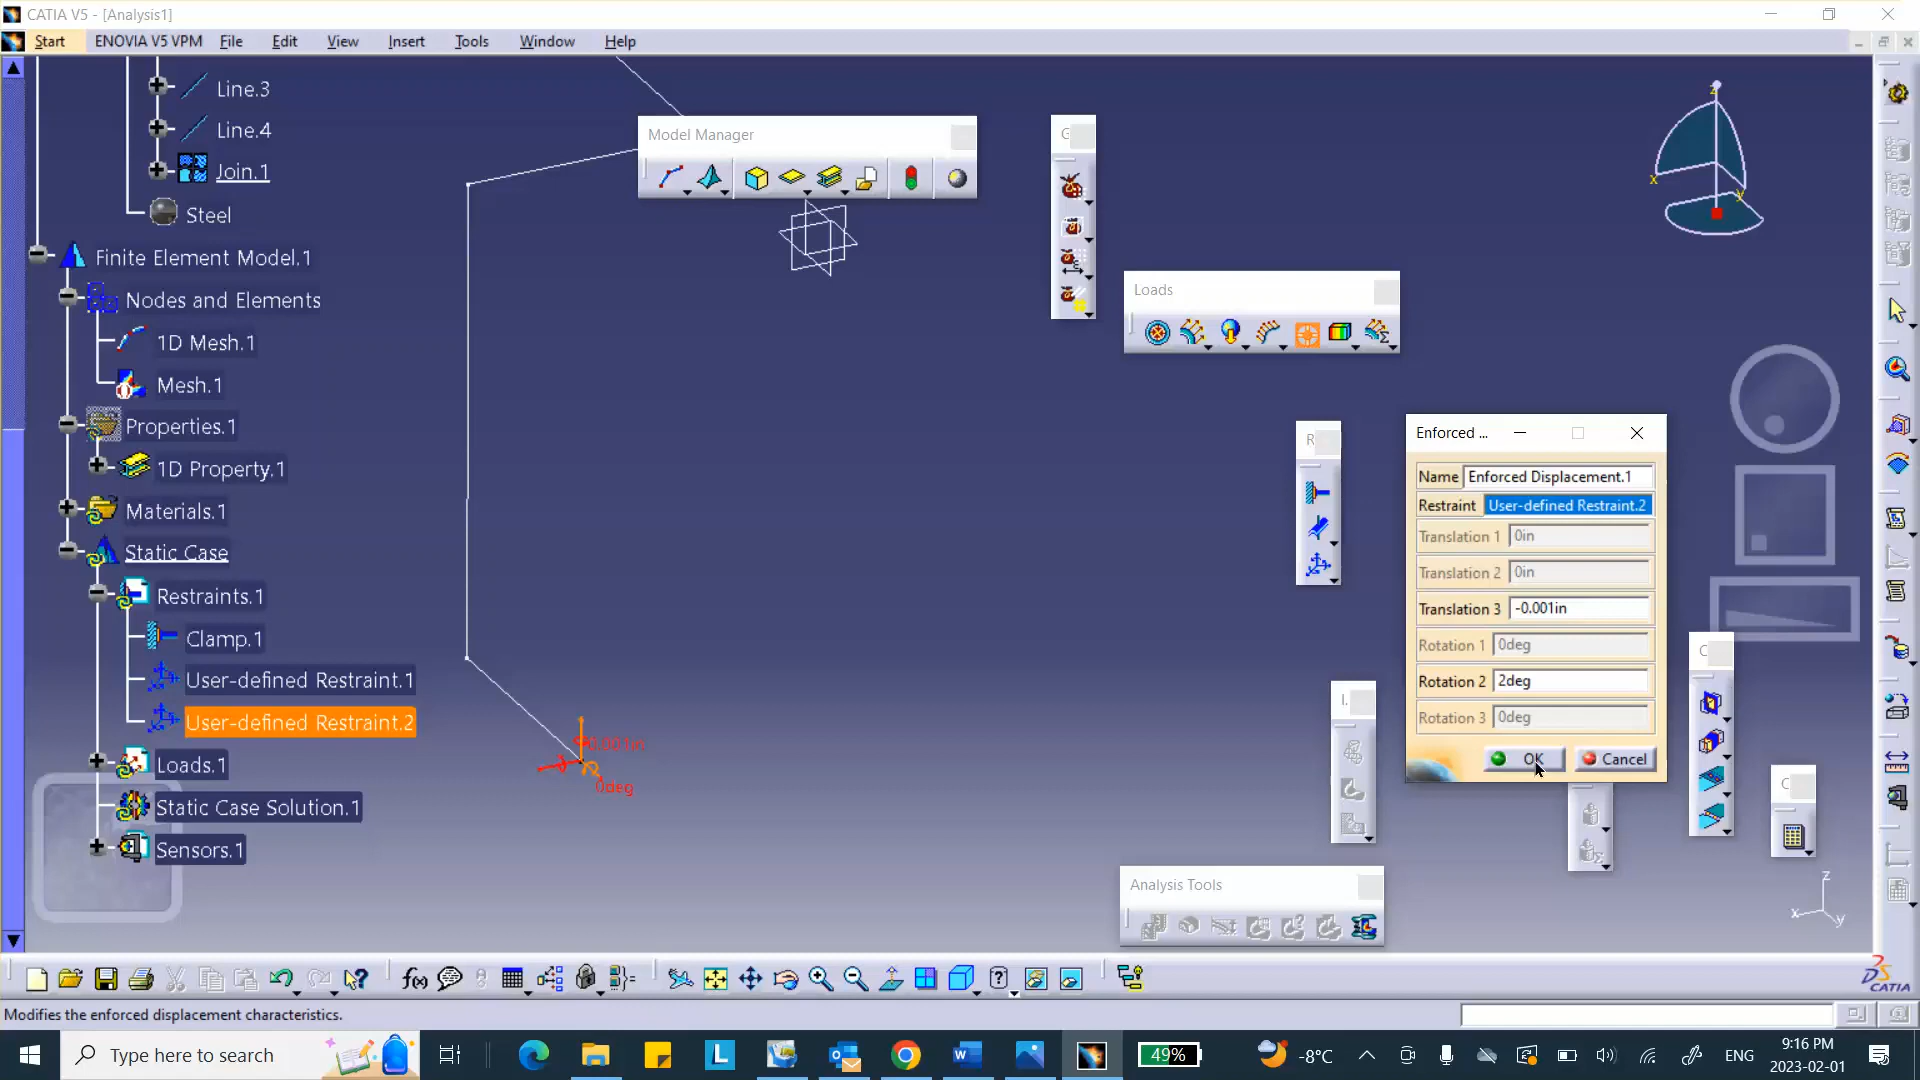 CATIA V5 - [Analysis1]
Start ENOVIA V5 VPM File Edit View Insert Tools Window Help
Line.3
Line.4
Join.1
Steel
Finite Element Model.1
Nodes and Elements
1D Mesh.1
Mesh.1
Properties.1
1D Property.1
Materials.1
Static Case
Restraints.1
Clamp.1
User-defined Restraint.1
User-defined Restraint.2
Loads.1
Static Case Solution.1
Sensors.1
Model Manager
G
z
x
y
Loads
R
Enforced ...
Name Enforced Displacement.1
Restraint User-defined Restraint.2
Translation 1 0in
Translation 2 0in
Translation 3 -0.001in
Rotation 1 0deg
Rotation 2 2deg
Rotation 3 0deg
OK Cancel
0.001in
0deg
I.
C
C
Analysis Tools
z
x
y
CATIA
Modifies the enforced displacement characteristics.
Type here to search
49%
-8°C
ENG
9:16 PM
2023-02-01